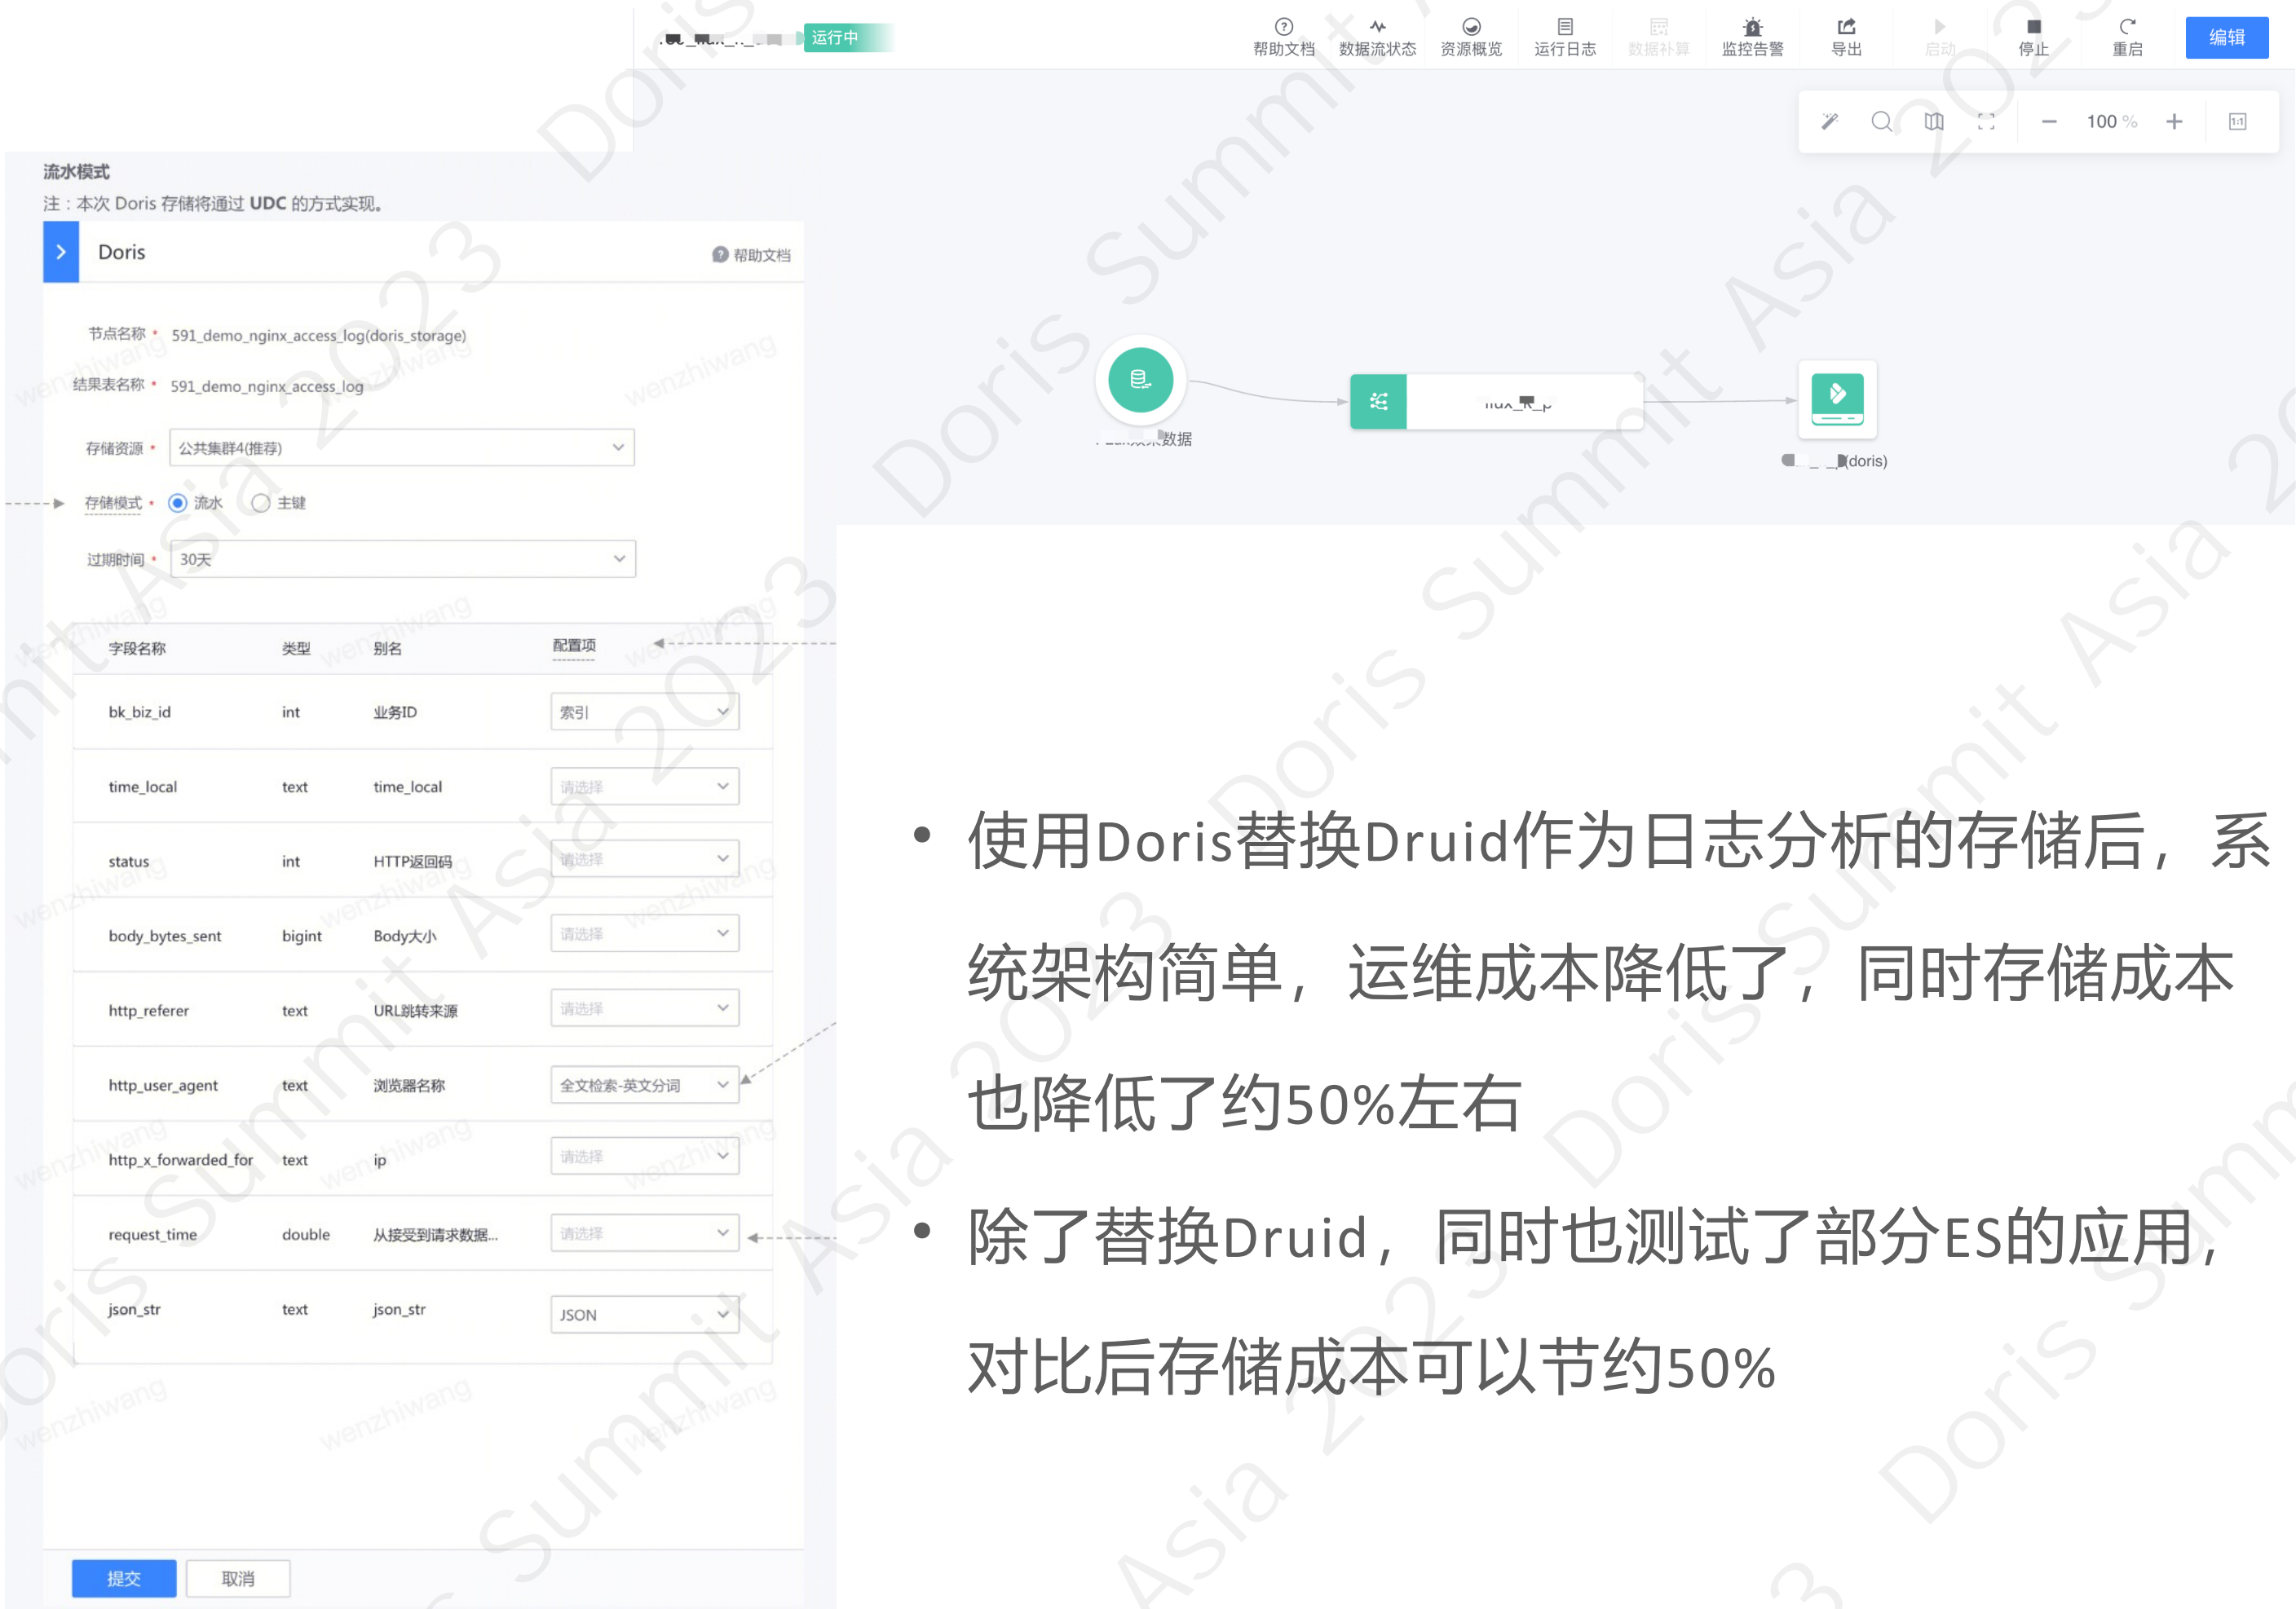 运行中
帮助文档 数据流状态 资源概览 运行日志 数据补算 监控告警 导出 启动 停止 重启 编辑
100 %
1:1
流水模式
注：本次 Doris 存储将通过 UDC 的方式实现。
Doris 帮助文档
节点名称 * 591_demo_nginx_access_log(doris_storage)
结果表名称 * 591_demo_nginx_access_log
存储资源 * 公共集群4(推荐)
存储模式 * 流水 主键
过期时间 * 30天
字段名称 类型 别名 配置项
bk_biz_id int 业务ID 索引
time_local text time_local 请选择
status int HTTP返回码 请选择
body_bytes_sent bigint Body大小 请选择
http_referer text URL跳转来源 请选择
http_user_agent text 浏览器名称 全文检索-英文分词
http_x_forwarded_for text ip 请选择
request_time double 从接受到请求数据... 请选择
json_str text json_str JSON
提交 取消
数据
(doris)
• 使用Doris替换Druid作为日志分析的存储后，系
统架构简单，运维成本降低了，同时存储成本
也降低了约50%左右
• 除了替换Druid，同时也测试了部分ES的应用，
对比后存储成本可以节约50%
Doris Summit Asia 2023
wenzhiwang